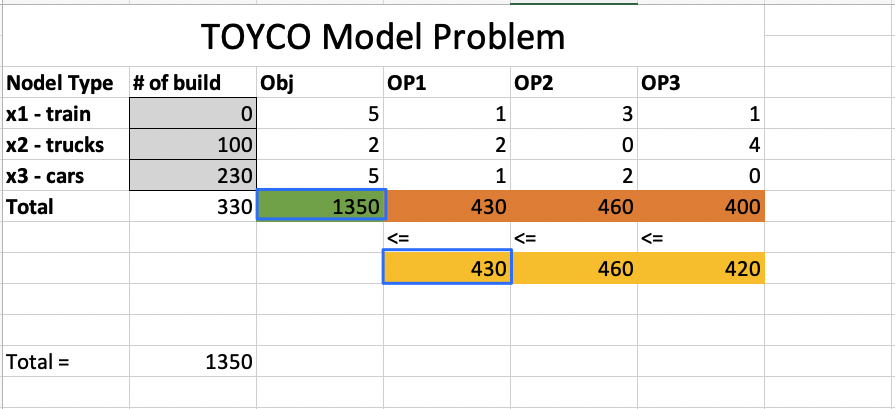 TOYCO Model Problem
Nodel Type # of build Obj OP1 OP2 OP3
x1 - train 0 5 1 3 1
x2 - trucks 100 2 2 0 4
x3 - cars 230 5 1 2 0
Total 330 1350 430 460 400
<= <= <=
430 460 420
Total = 1350